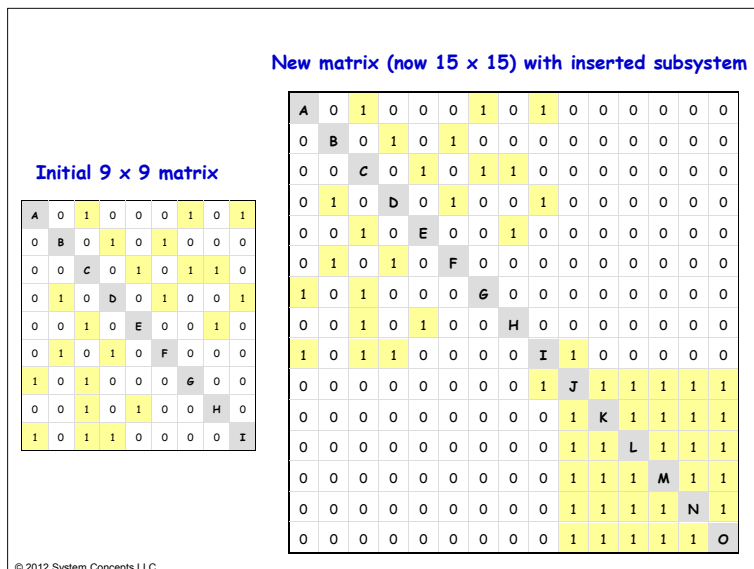 New matrix (now 15 x 15) with inserted subsystem
A 0 1 0 0 0 1 0 1 0 0 0 0 0 0
0 B 0 1 0 1 0 0 0 0 0 0 0 0 0
0 0 C 0 1 0 1 1 0 0 0 0 0 0 0
0 1 0 D 0 1 0 0 1 0 0 0 0 0 0
0 0 1 0 E 0 0 1 0 0 0 0 0 0 0
0 1 0 1 0 F 0 0 0 0 0 0 0 0 0
1 0 1 0 0 0 G 0 0 0 0 0 0 0 0
0 0 1 0 1 0 0 H 0 0 0 0 0 0 0
1 0 1 1 0 0 0 0 I 1 0 0 0 0 0
0 0 0 0 0 0 0 0 1 J 1 1 1 1 1
0 0 0 0 0 0 0 0 0 1 K 1 1 1 1
0 0 0 0 0 0 0 0 0 1 1 L 1 1 1
0 0 0 0 0 0 0 0 0 1 1 1 M 1 1
0 0 0 0 0 0 0 0 0 1 1 1 1 N 1
0 0 0 0 0 0 0 0 0 1 1 1 1 1 O
Initial 9 x 9 matrix
A 0 1 0 0 0 1 0 1
0 B 0 1 0 1 0 0 0
0 0 C 0 1 0 1 1 0
0 1 0 D 0 1 0 0 1
0 0 1 0 E 0 0 1 0
0 1 0 1 0 F 0 0 0
1 0 1 0 0 0 G 0 0
0 0 1 0 1 0 0 H 0
1 0 1 1 0 0 0 0 I
© 2012 System Concepts LLC